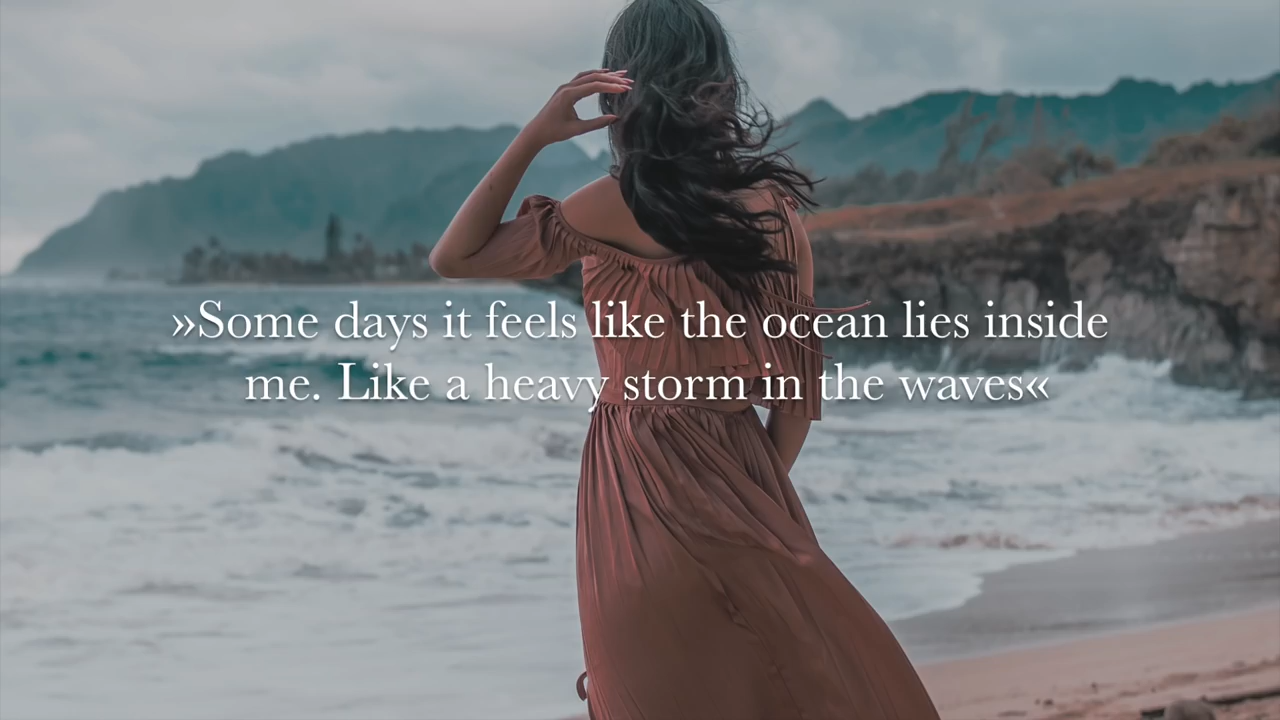 »Some days it feels like the ocean lies inside
me. Like a heavy storm in the waves«